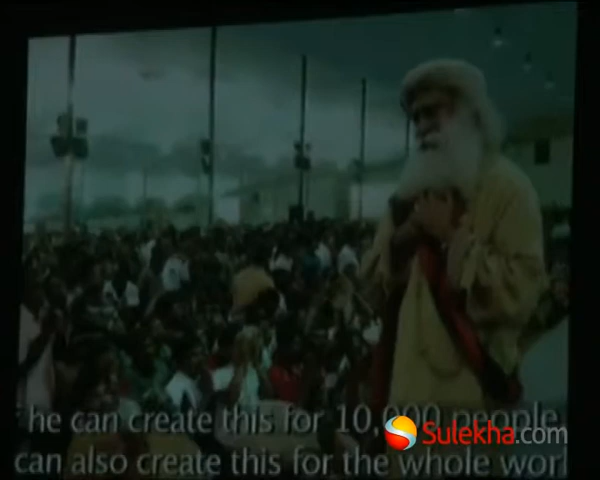 he can create this for 10,000 people,
can also create this for the whole worl
Sulekha.com